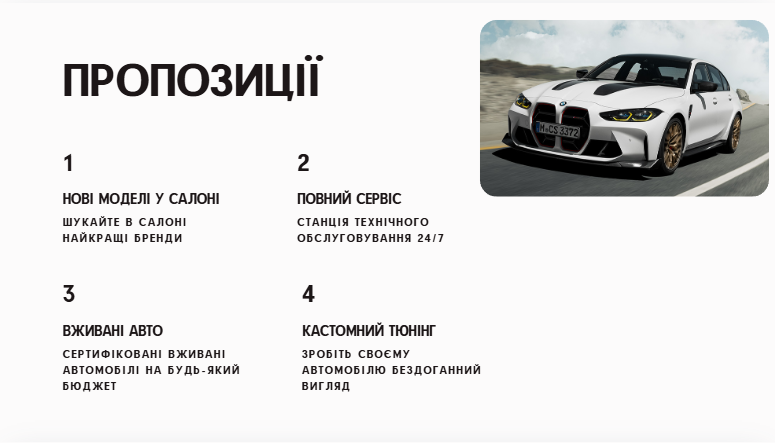 ПРОПОЗИЦІЇ
1
НОВІ МОДЕЛІ У САЛОНІ
ШУКАЙТЕ В САЛОНІ
НАЙКРАЩІ БРЕНДИ
2
ПОВНИЙ СЕРВІС
СТАНЦІЯ ТЕХНІЧНОГО
ОБСЛУГОВУВАННЯ 24/7
3
ВЖИВАНІ АВТО
СЕРТИФІКОВАНІ ВЖИВАНІ
АВТОМОБІЛІ НА БУДЬ-ЯКИЙ
БЮДЖЕТ
4
КАСТОМНИЙ ТЮНІНГ
ЗРОБІТЬ СВОЄМУ
АВТОМОБІЛЮ БЕЗДОГАННИЙ
ВИГЛЯД
M CS 3372